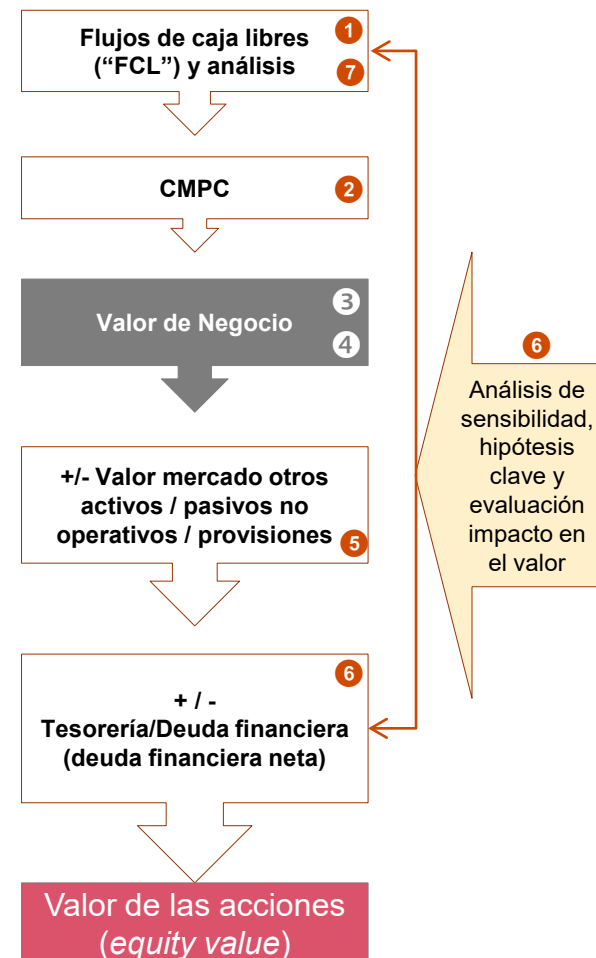 Flujos de caja libres 1
(“FCL”) y análisis 7
CMPC 2
Valor de Negocio 3
4
+/- Valor mercado otros
activos / pasivos no
operativos / provisiones 5
6
+ / -
Tesorería/Deuda financiera
(deuda financiera neta)
Valor de las acciones
(equity value)
6
Análisis de
sensibilidad,
hipótesis
clave y
evaluación
impacto en
el valor